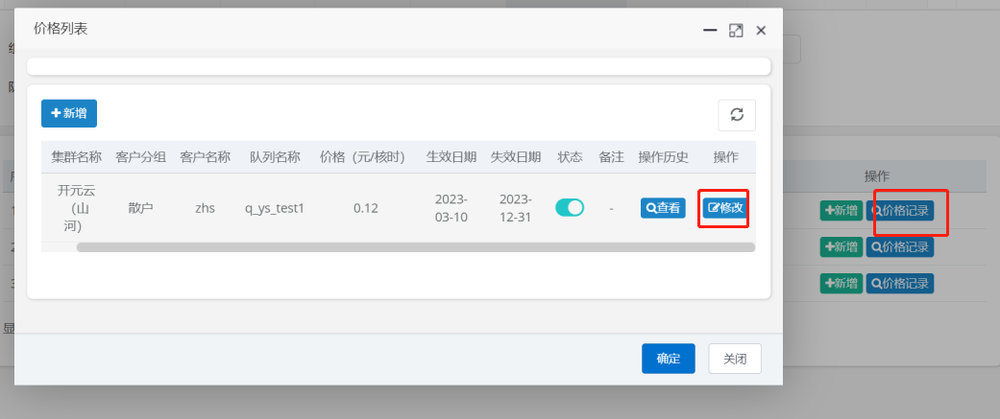 价格列表
新增
集群名称 客户分组 客户名称 队列名称 价格（元/核时） 生效日期 失效日期 状态 备注 操作历史 操作
开元云
（山
河）
散户 zhs q_ys_test1 0.12
2023-
03-10
2023-
12-31
- 查看 修改
确定 关闭
操作
新增 价格记录
新增 价格记录
新增 价格记录